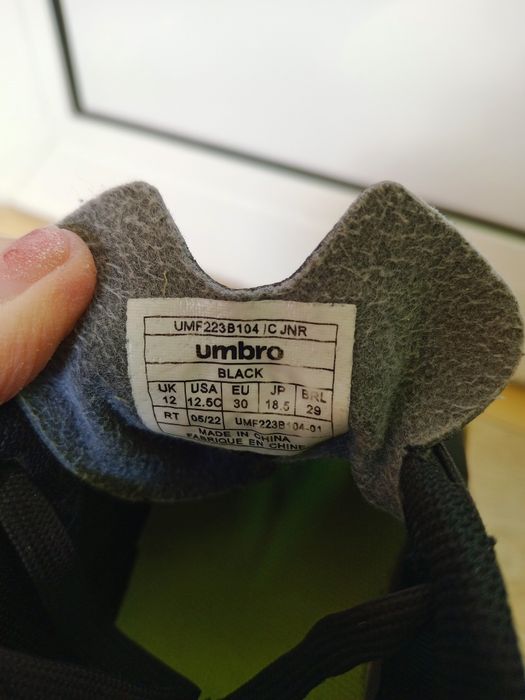 UMF223B104 /C JNR
umbro
BLACK
UK USA EU JP BRL
12 12.5C 30 18.5 29
RT 05/22 UMF223B104-01
MADE IN CHINA
FABRIQUE EN CHINE